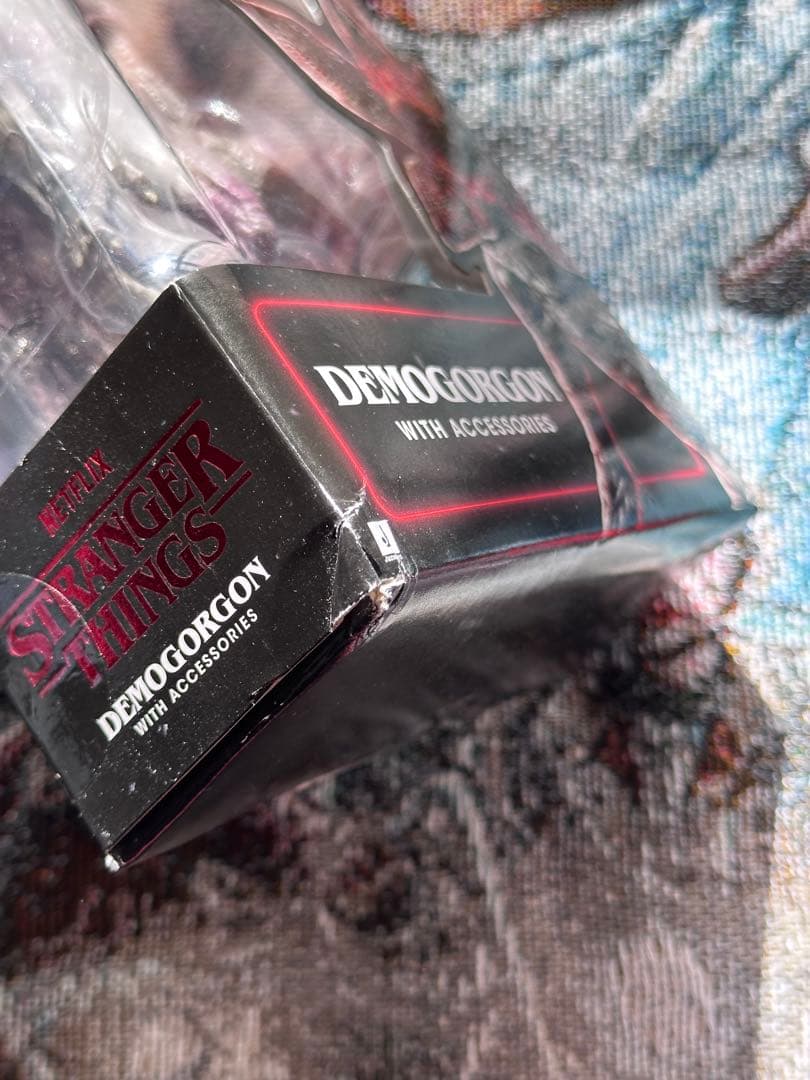 NETFLIX
STRANGER
THINGS
DEMOGORGON
WITH ACCESSORIES
DEMOGORGON
WITH ACCESSORIES